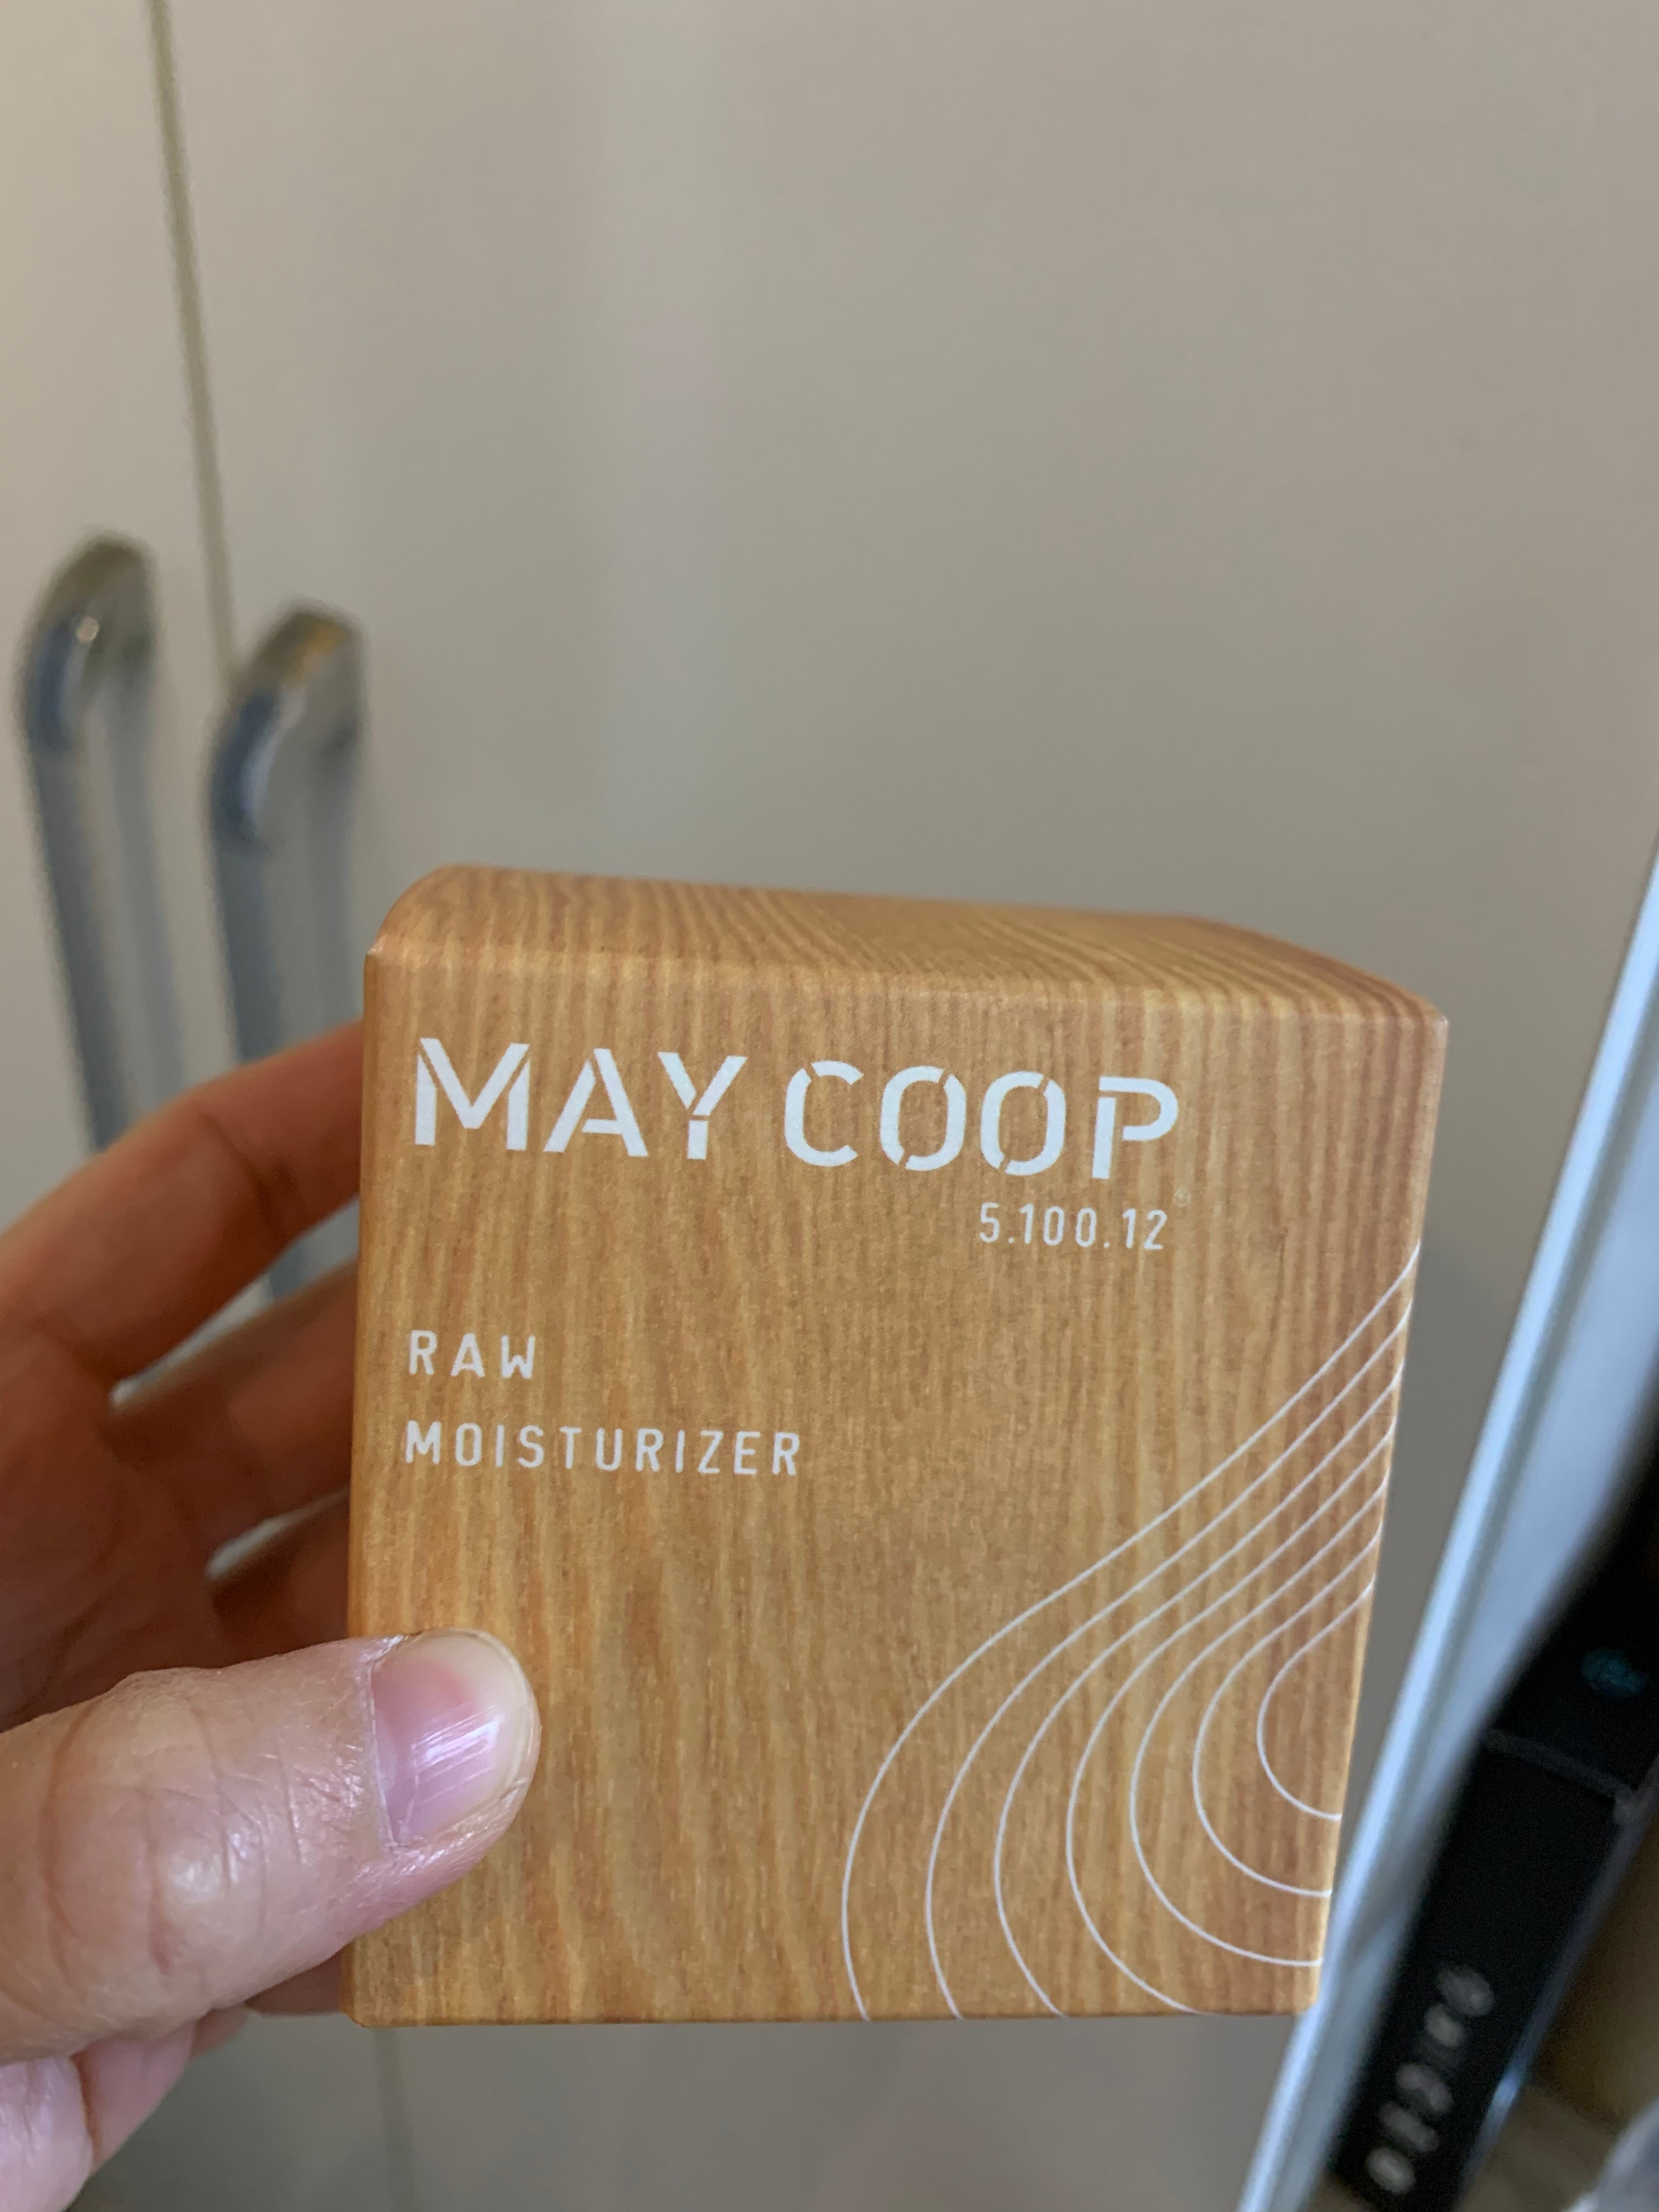 MAY COOP
5.100.12
RAW
MOISTURIZER